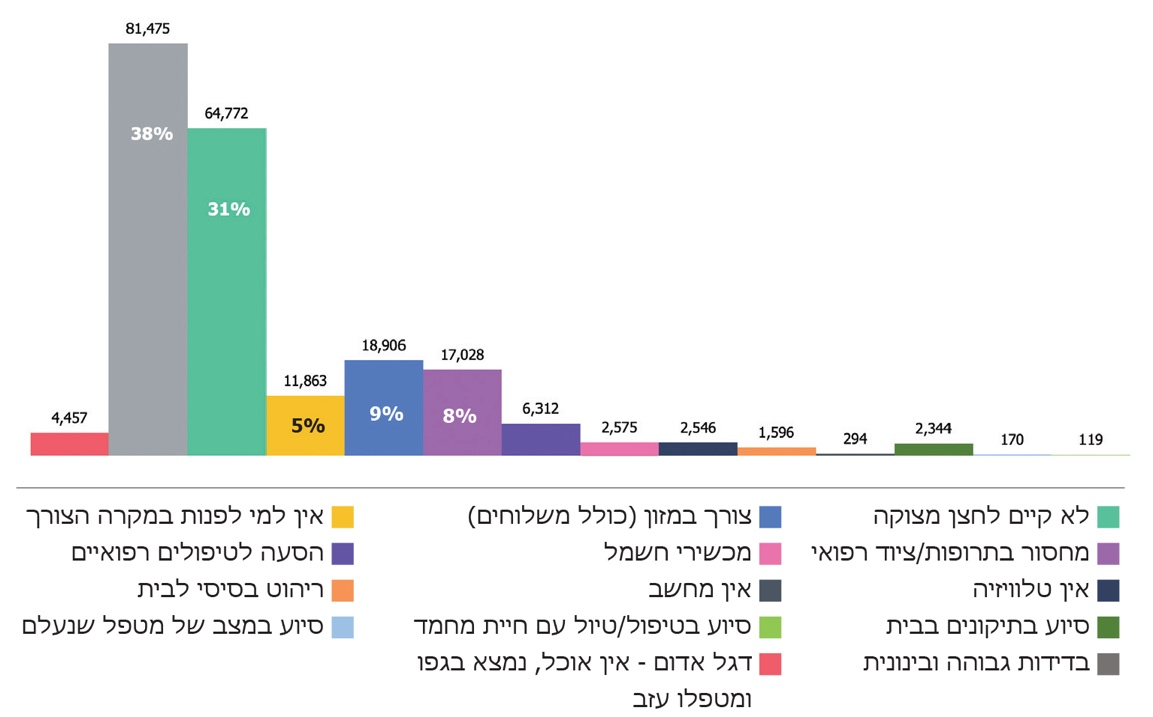 81,475
64,772
38%
31%
18,906
17,028
11,863
6,312
4,457
2,575
2,546
1,596
294
2,344
170
119
5%
9%
8%
לא קיים לחצן מצוקה
צורך במזון (כולל משלוחים)
אין למי לפנות במקרה הצורך
מחסור בתרופות/ציוד רפואי
מכשירי חשמל
הסעה לטיפולים רפואיים
אין טלוויזיה
אין מחשב
ריהוט בסיסי לבית
סיוע בתיקונים בבית
סיוע בטיפול/טיול עם חיית מחמד
סיוע במצב של מטפל שנעלם
בדידות גבוהה ובינונית
דגל אדום - אין אוכל, נמצא בגפו
ומטפלו עזב